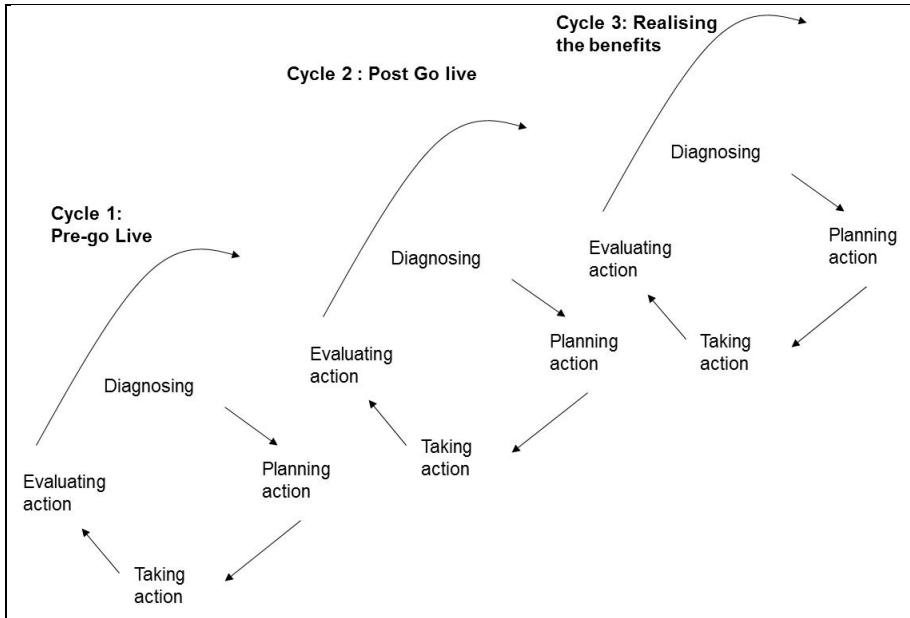 Cycle 1:
Pre-go Live
Diagnosing
Planning
action
Taking
action
Evaluating
action
Cycle 2 : Post Go live
Diagnosing
Planning
action
Taking
action
Evaluating
action
Cycle 3: Realising
the benefits
Diagnosing
Planning
action
Taking
action
Evaluating
action